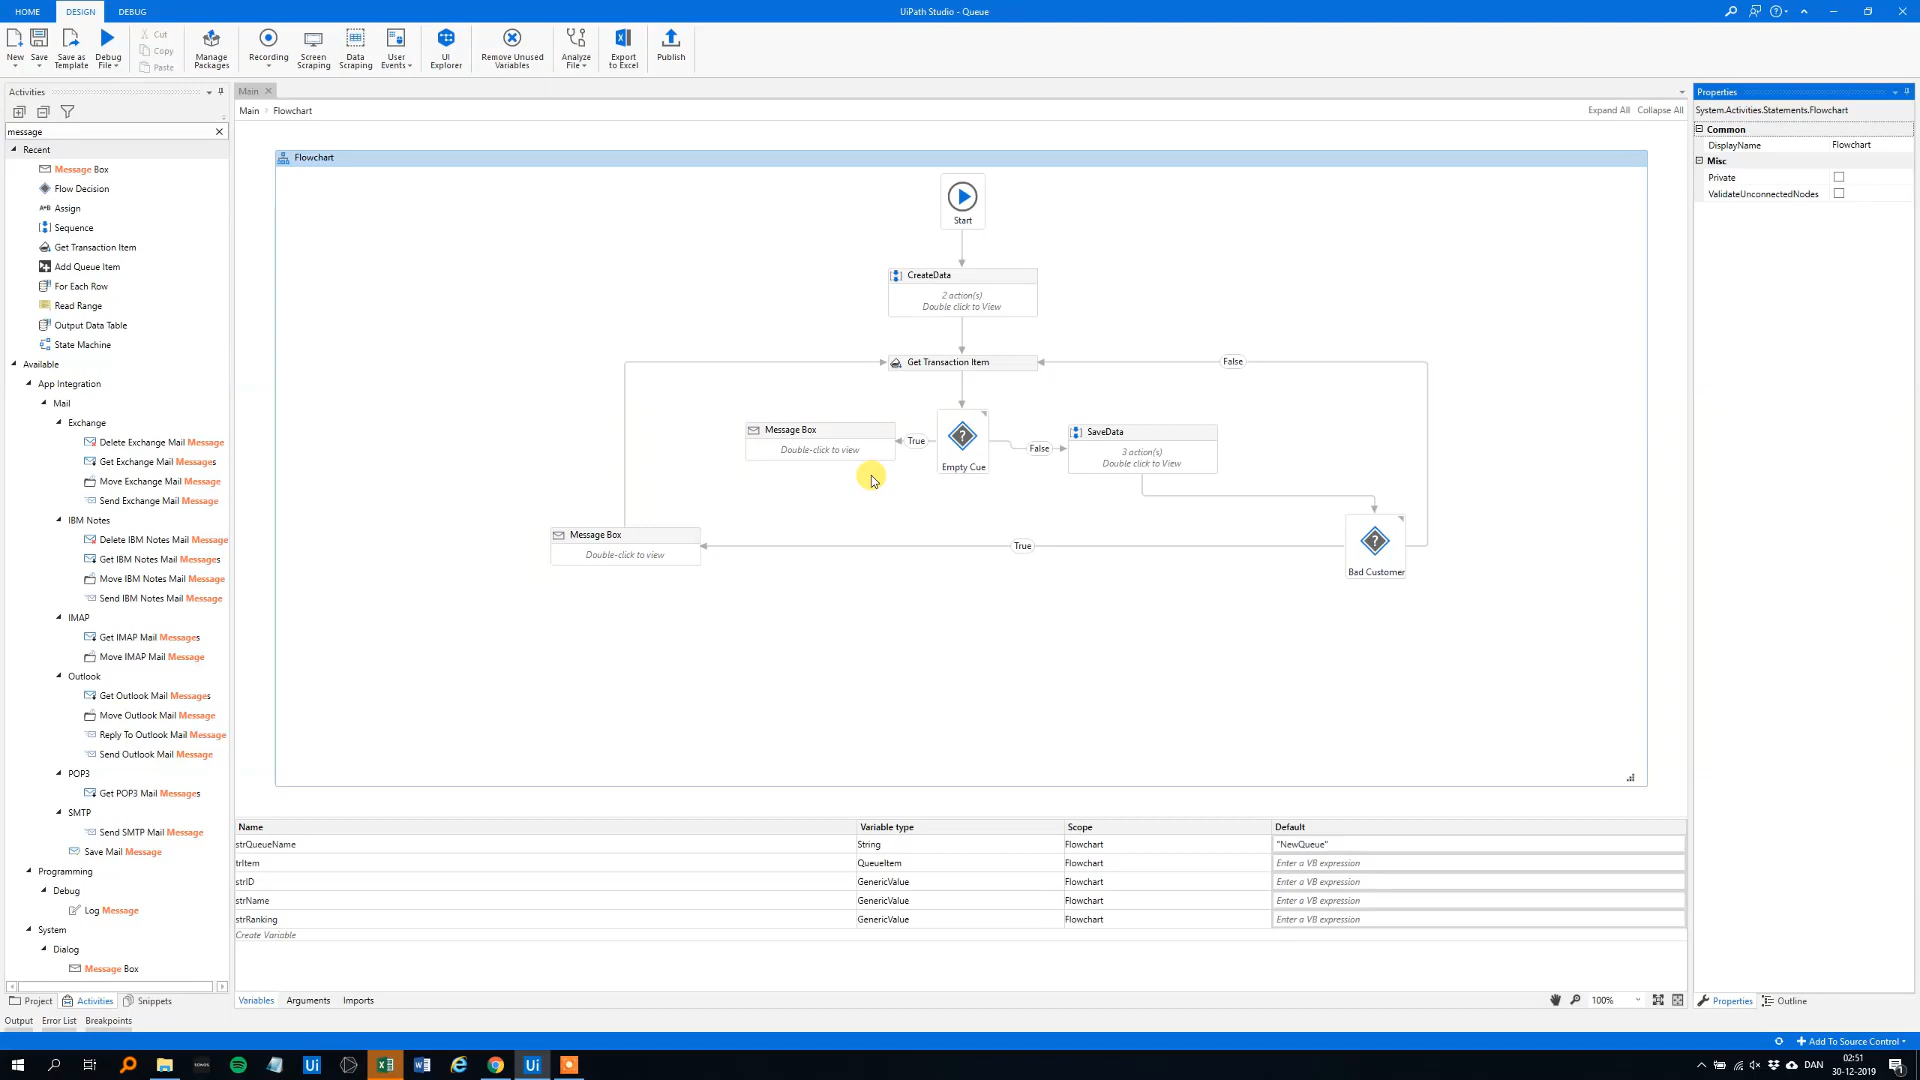 HOME
DESIGN
DEBUG
UiPath Studio - Queue
New
Save
Save as Template
Debug File
Cut
Copy
Paste
Manage Packages
Recording
Screen Scraping
Data Scraping
User Events
UI Explorer
Remove Unused Variables
Analyze File
Export to Excel
Publish
Activities
message
Recent
Message Box
Flow Decision
Assign
Sequence
Get Transaction Item
Add Queue Item
For Each Row
Read Range
Output Data Table
State Machine
Available
App Integration
Mail
Exchange
Delete Exchange Mail Message
Get Exchange Mail Messages
Move Exchange Mail Message
Send Exchange Mail Message
IBM Notes
Delete IBM Notes Mail Message
Get IBM Notes Mail Messages
Move IBM Notes Mail Message
Send IBM Notes Mail Message
IMAP
Get IMAP Mail Messages
Move IMAP Mail Message
Outlook
Get Outlook Mail Messages
Move Outlook Mail Message
Reply To Outlook Mail Message
Send Outlook Mail Message
POP3
Get POP3 Mail Messages
SMTP
Send SMTP Mail Message
Save Mail Message
Programming
Debug
Log Message
System
Dialog
Message Box
Project
Activities
Snippets
Output
Error List
Breakpoints
Main
Main Flowchart
Expand All
Collapse All
Flowchart
Start
CreateData
2 action(s)
Double click to View
Get Transaction Item
False
Message Box
Double-click to view
True
Empty Cue
False
SaveData
3 action(s)
Double click to View
Message Box
Double-click to view
True
Bad Customer
Name Variable type Scope Default
strQueueName String Flowchart "NewQueue"
trItem QueueItem Flowchart Enter a VB expression
strID GenericValue Flowchart Enter a VB expression
strName GenericValue Flowchart Enter a VB expression
strRanking GenericValue Flowchart Enter a VB expression
Create Variable
Variables
Arguments
Imports
100%
Properties
System.Activities.Statements.Flowchart
Common
DisplayName Flowchart
Misc
Private
ValidateUnconnectedNodes
Properties
Outline
Add To Source Control
SONOS
Ui
Ui
DAN
02:51
30-12-2019